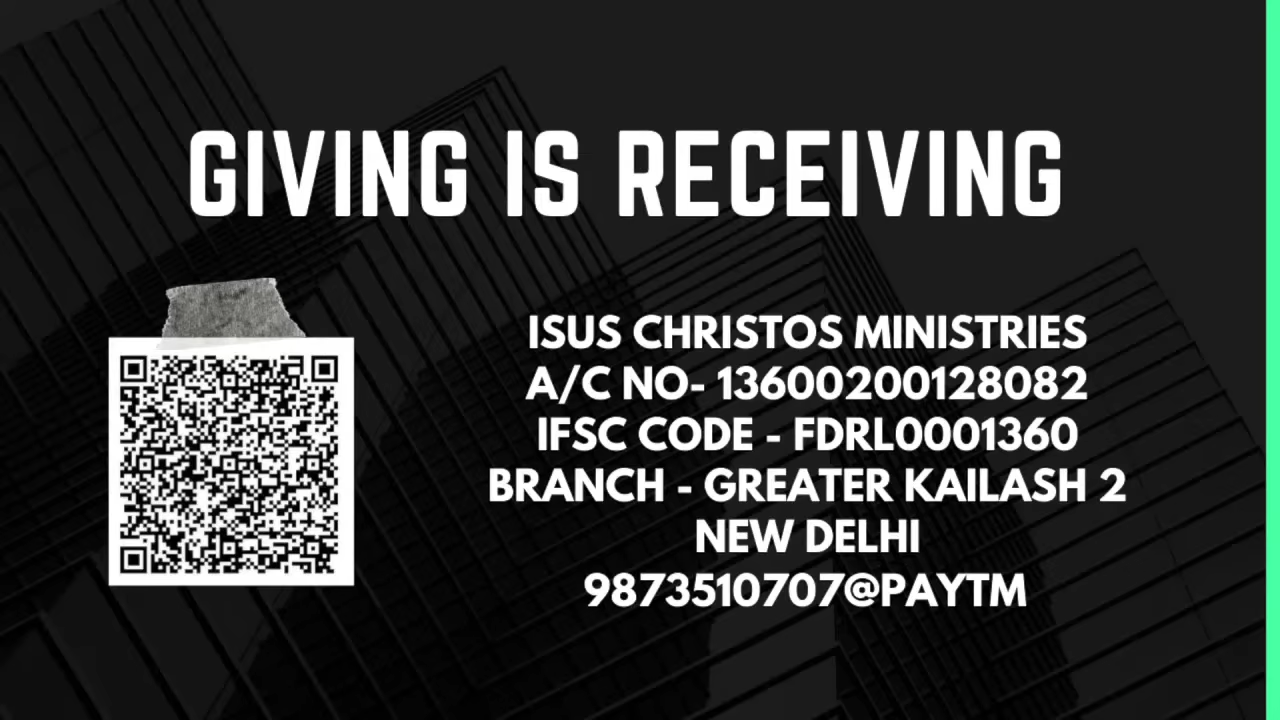 GIVING IS RECEIVING
ISUS CHRISTOS MINISTRIES
A/C NO- 13600200128082
IFSC CODE - FDRL0001360
BRANCH - GREATER KAILASH 2
NEW DELHI
9873510707@PAYTM